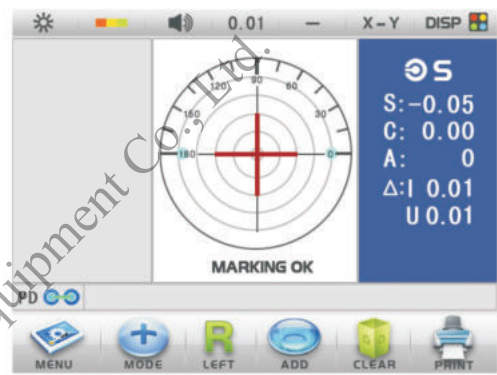 0.01 — X-Y DISP
S
S:-0.05
C: 0.00
A: 0
Δ:I 0.01
U 0.01
120 90 60
150 30
180 0
MARKING OK
PD
R
MENU MODE LEFT ADD CLEAR PRINT
quipment Co., Ltd.